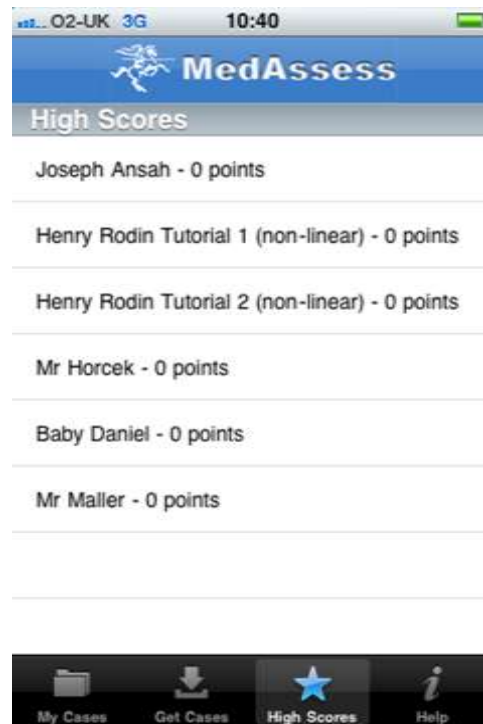 O2-UK 3G 10:40
MedAssess
High Scores
Joseph Ansah - 0 points
Henry Rodin Tutorial 1 (non-linear) - 0 points
Henry Rodin Tutorial 2 (non-linear) - 0 points
Mr Horcek - 0 points
Baby Daniel - 0 points
Mr Maller - 0 points
My Cases Get Cases High Scores Help